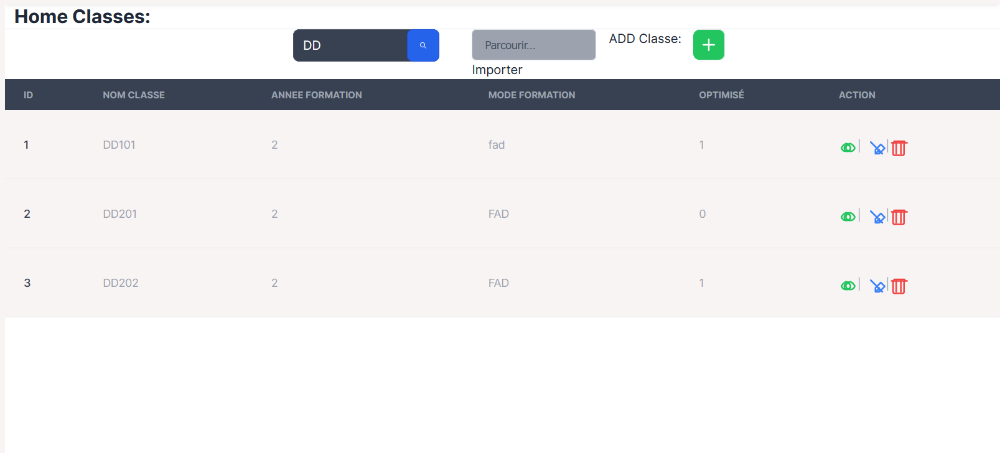 Home Classes:
DD
Parcourir...
ADD Classe:
Importer
ID NOM CLASSE ANNEE FORMATION MODE FORMATION OPTIMISÉ ACTION
1 DD101 2 fad 1
2 DD201 2 FAD 0
3 DD202 2 FAD 1